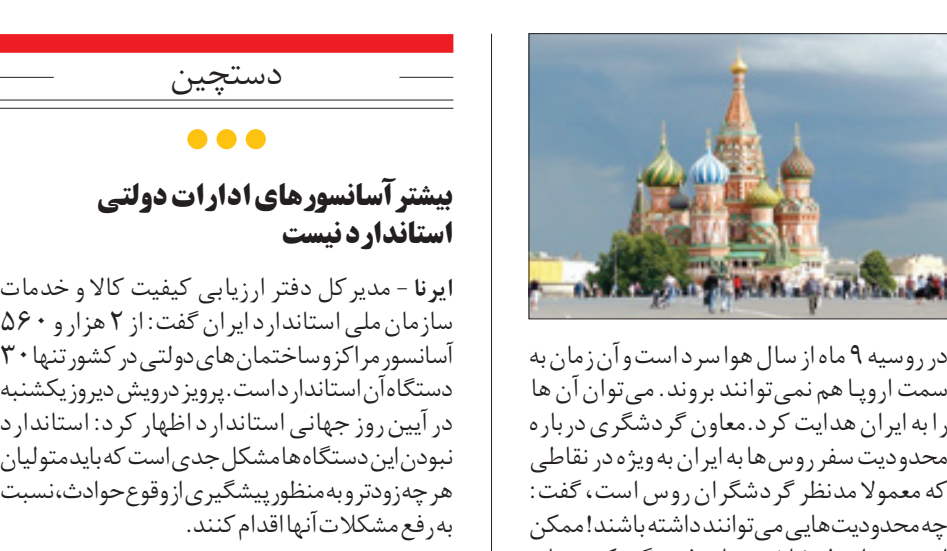 در روسیه ۹ ماه از سال هوا سرد است و آن زمان به
سمت اروپا هم نمی‌توانند بروند. می‌توان آن ها
را به ایران هدایت کرد. معاون گردشگری درباره
محدودیت سفر روس‌ها به ایران به ویژه در نقاطی
که معمولا مدنظر گردشگران روس است، گفت:
چه محدودیت‌هایی می‌توانند داشته باشند! ممکن
دستچین
بیشتر آسانسورهای ادارات دولتی
استاندارد نیست
ایرنا - مدیر کل دفتر ارزیابی کیفیت کالا و خدمات
سازمان ملی استاندارد ایران گفت: از ۲ هزار و ۵۶۰
آسانسور مراکز و ساختمان‌های دولتی در کشور تنها ۳۰
دستگاه آن استاندارد است. پرویز درویش دیروز یکشنبه
در آیین روز جهانی استاندارد اظهار کرد: استاندارد
نبودن این دستگاه‌ها مشکل جدی است که باید متولیان
هر چه زودتر و به منظور پیشگیری از وقوع حوادث، نسبت
به رفع مشکلات آنها اقدام کنند.